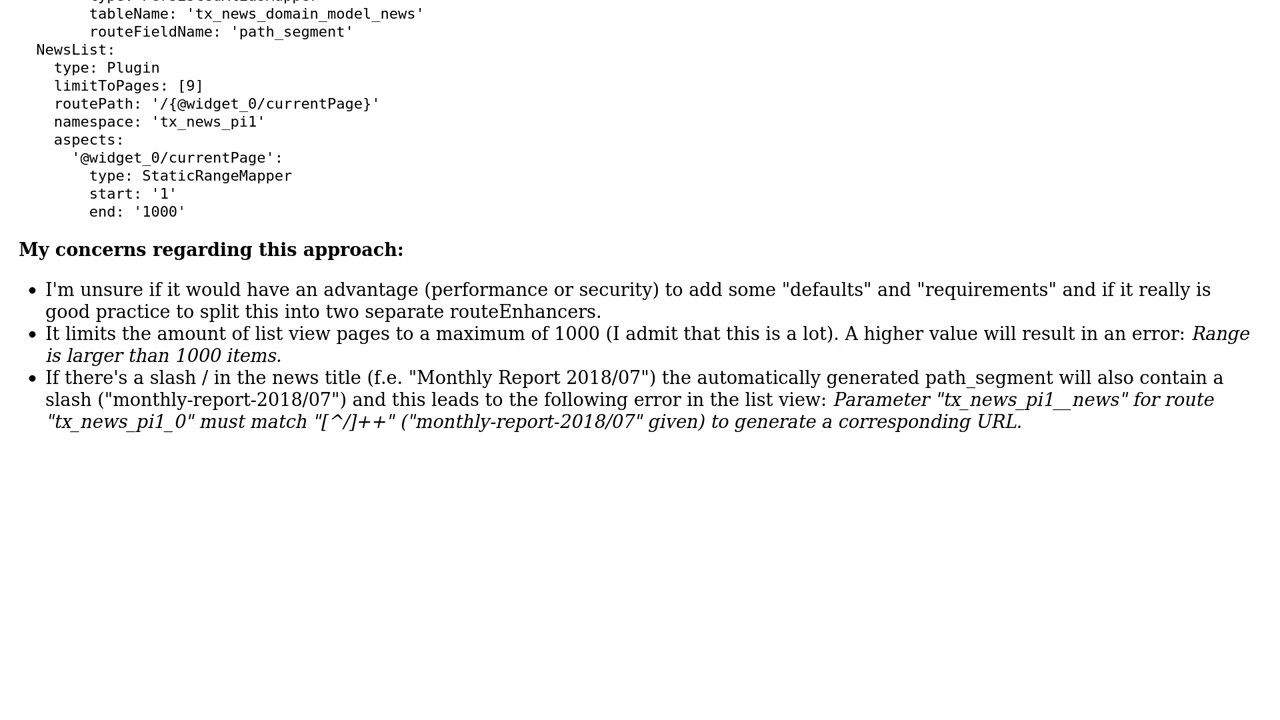 tableName: 'tx_news_domain_model_news'
routeFieldName: 'path_segment'
NewsList:
type: Plugin
limitToPages: [9]
routePath: '/{@widget_0/currentPage}'
namespace: 'tx_news_pi1'
aspects:
'@widget_0/currentPage':
type: StaticRangeMapper
start: '1'
end: '1000'
My concerns regarding this approach:
• I'm unsure if it would have an advantage (performance or security) to add some "defaults" and "requirements" and if it really is
good practice to split this into two separate routeEnhancers.
• It limits the amount of list view pages to a maximum of 1000 (I admit that this is a lot). A higher value will result in an error: Range
is larger than 1000 items.
• If there's a slash / in the news title (f.e. "Monthly Report 2018/07") the automatically generated path_segment will also contain a
slash ("monthly-report-2018/07") and this leads to the following error in the list view: Parameter "tx_news_pi1__news" for route
"tx_news_pi1_0" must match "[^/]++" ("monthly-report-2018/07" given) to generate a corresponding URL.